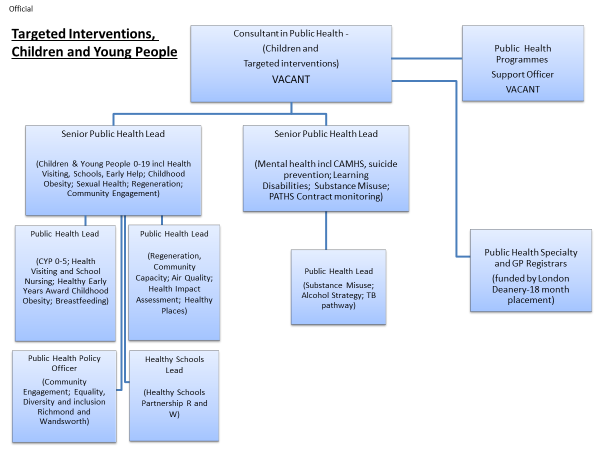 Official
Targeted Interventions,
Children and Young People
Consultant in Public Health -
(Children and
Targeted interventions)
VACANT
Public Health
Programmes
Support Officer
VACANT
Senior Public Health Lead
(Children & Young People 0-19 incl Health
Visiting, Schools, Early Help; Childhood
Obesity; Sexual Health; Regeneration;
Community Engagement)
Senior Public Health Lead
(Mental health incl CAMHS, suicide
prevention; Learning
Disabilities; Substance Misuse;
PATHS Contract monitoring)
Public Health Lead
(CYP 0-5; Health
Visiting and School
Nursing; Healthy Early
Years Award Childhood
Obesity; Breastfeeding)
Public Health Lead
(Regeneration,
Community
Capacity; Air Quality;
Health Impact
Assessment; Healthy
Places)
Public Health Lead
(Substance Misuse;
Alcohol Strategy; TB
pathway)
Public Health Specialty
and GP Registrars
(funded by London
Deanery-18 month
placement)
Public Health Policy
Officer
(Community
Engagement; Equality,
Diversity and inclusion
Richmond and
Wandsworth)
Healthy Schools
Lead
(Healthy Schools
Partnership R and
W)